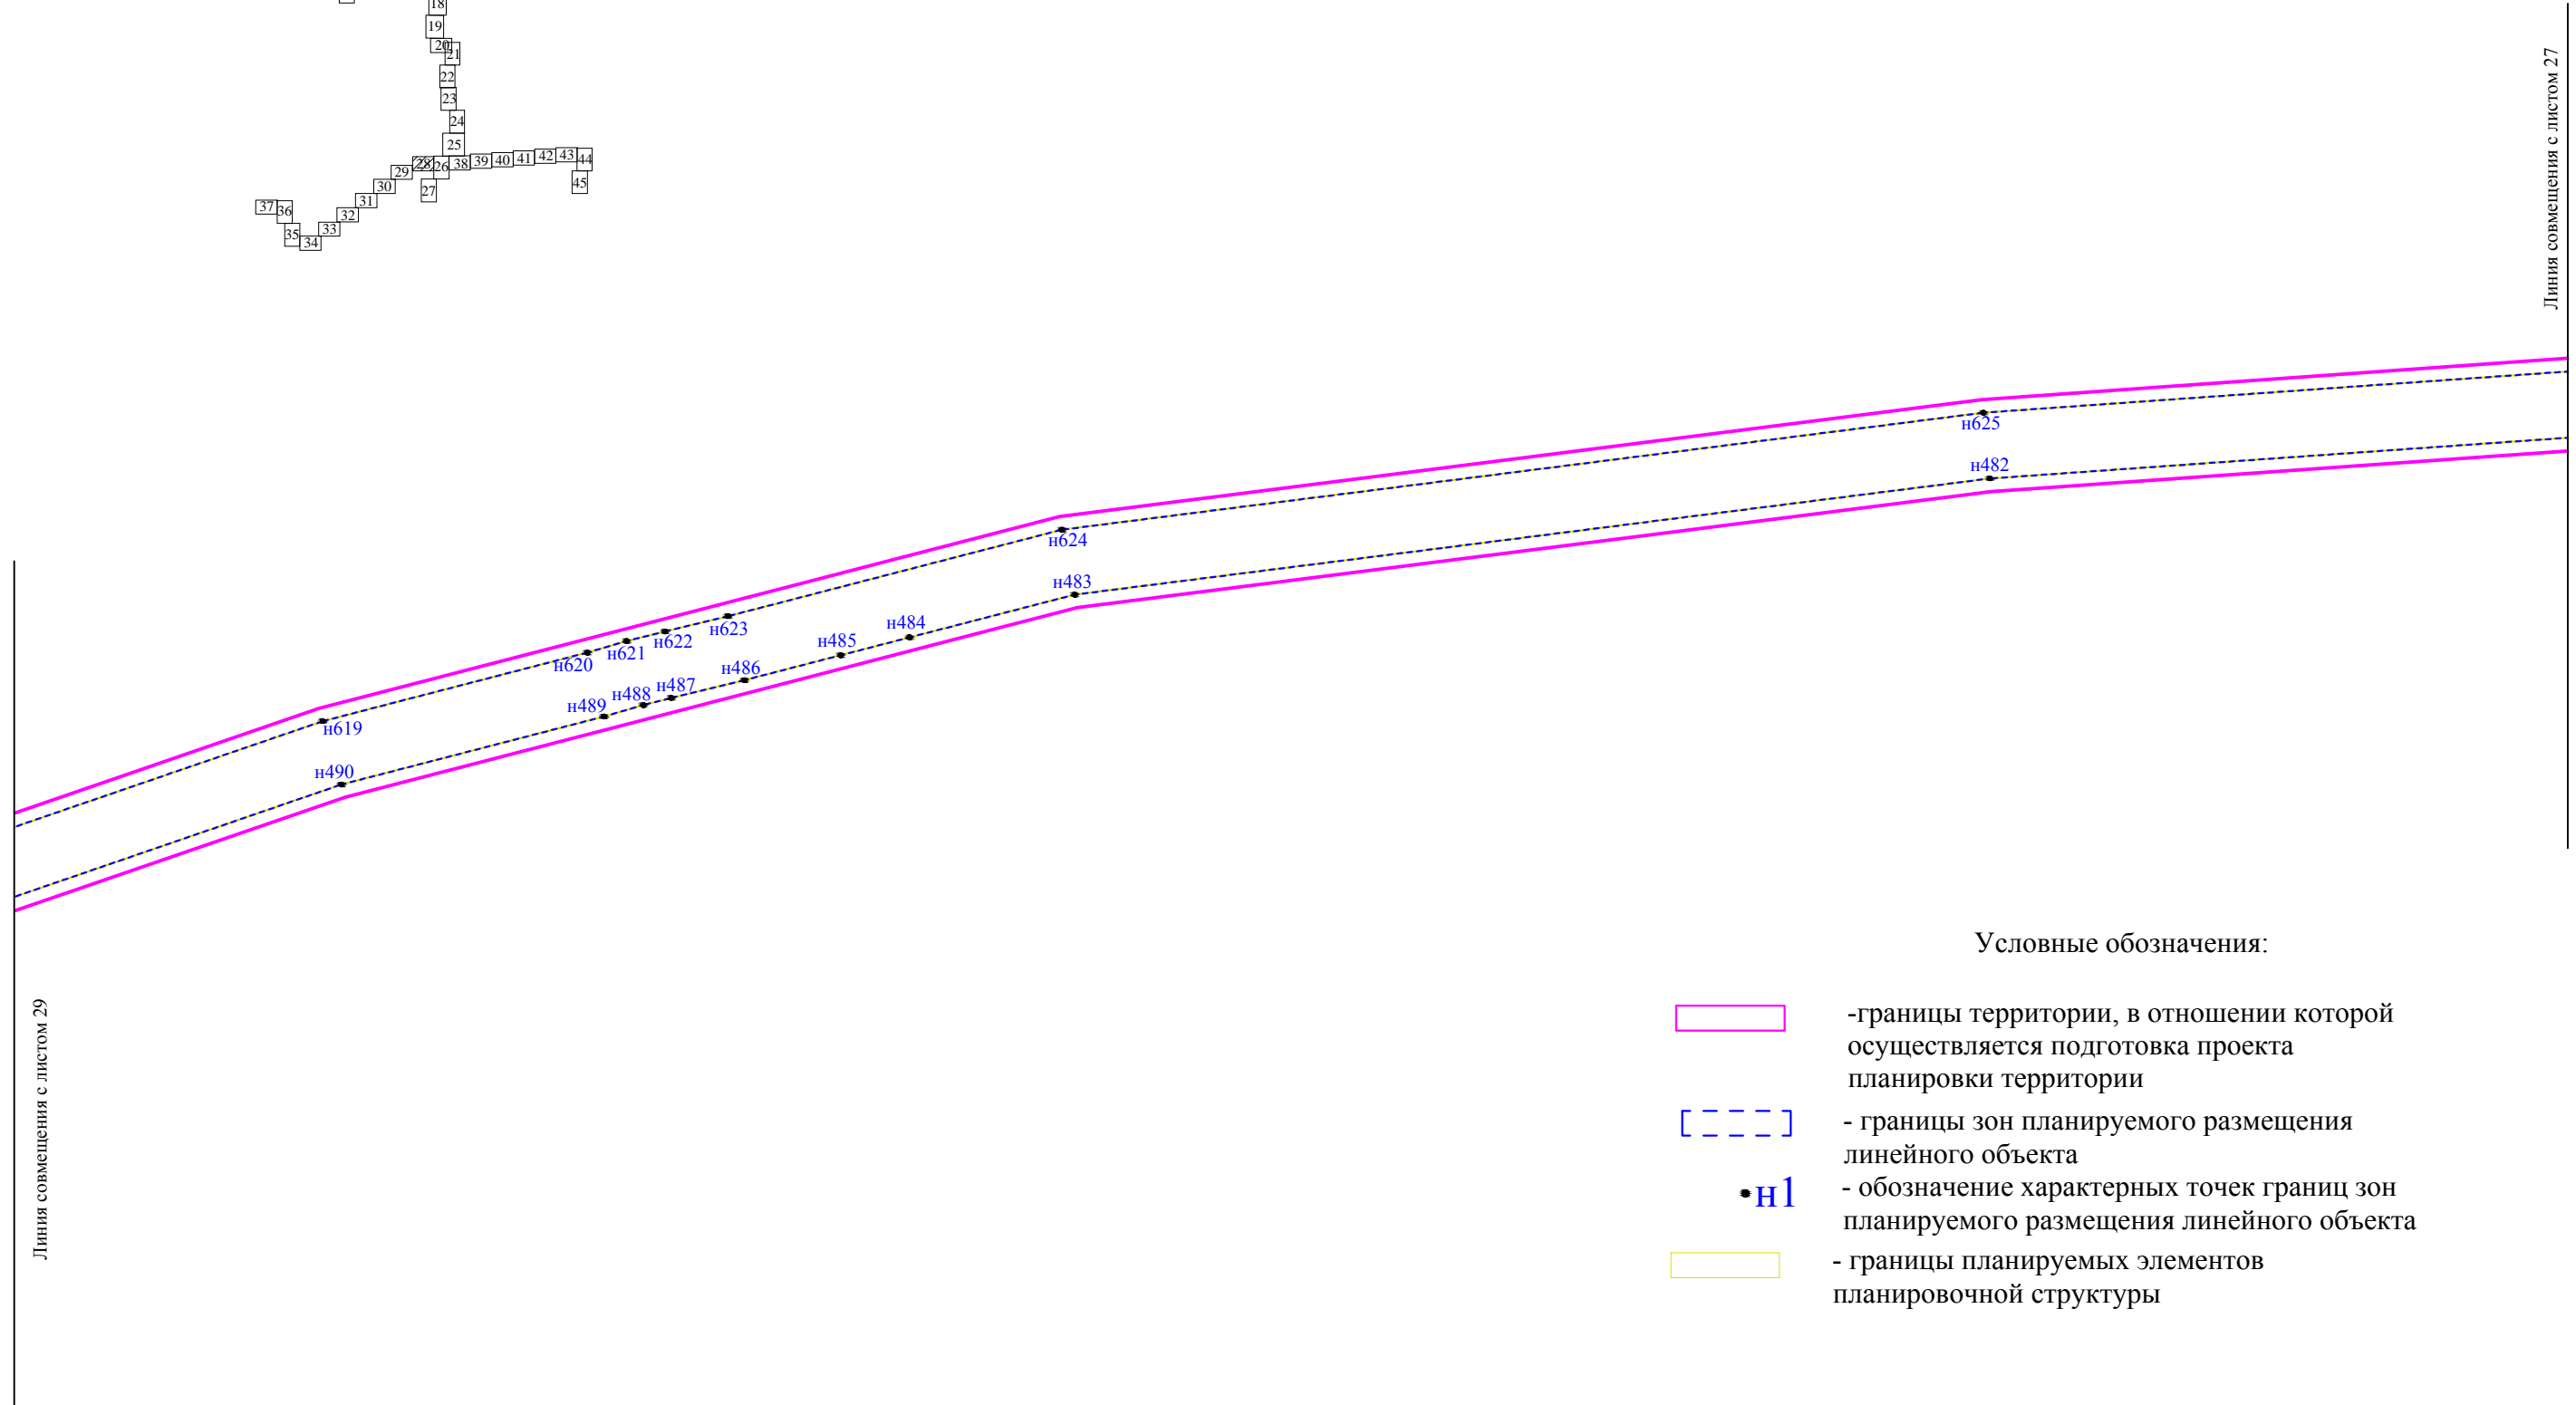 18
19
20
21
22
23
24
25
29 28 26 38 39 40 41 42 43 44
30
27
45
31
37 36
32
33
35
34
Линия совмещения с листом 27
н625
н482
н624
н483
н623
н622
н621
н620
н484
н485
н486
н487
н488
н489
н619
н490
Линия совмещения с листом 29
Условные обозначения:
-границы территории, в отношении которой
осуществляется подготовка проекта
планировки территории
- границы зон планируемого размещения
линейного объекта
н1
- обозначение характерных точек границ зон
планируемого размещения линейного объекта
- границы планируемых элементов
планировочной структуры